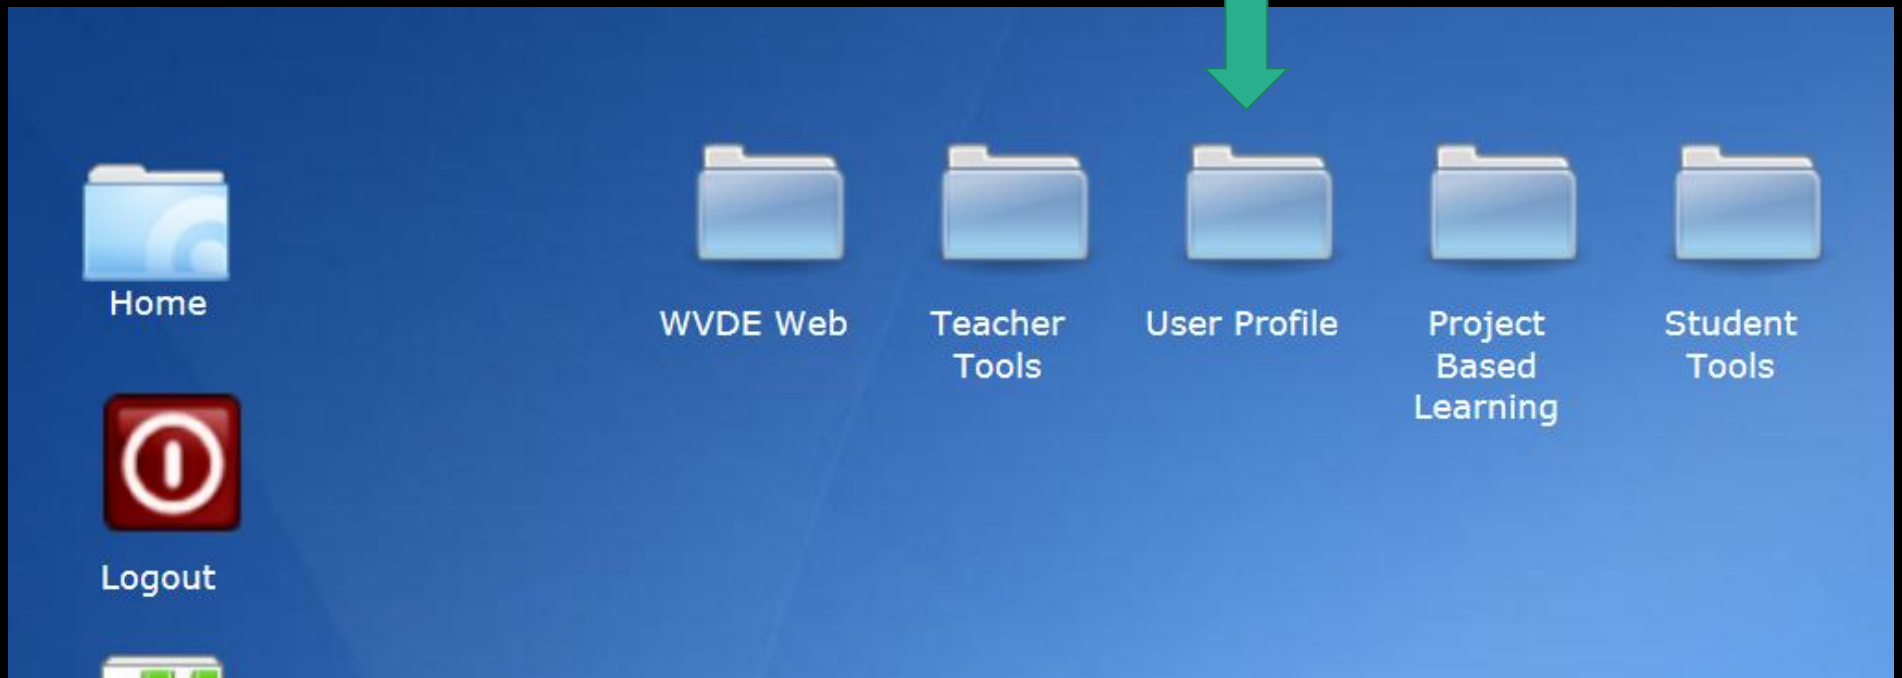 Home
Logout
WVDE Web
Teacher
Tools
User Profile
Project
Based
Learning
Student
Tools